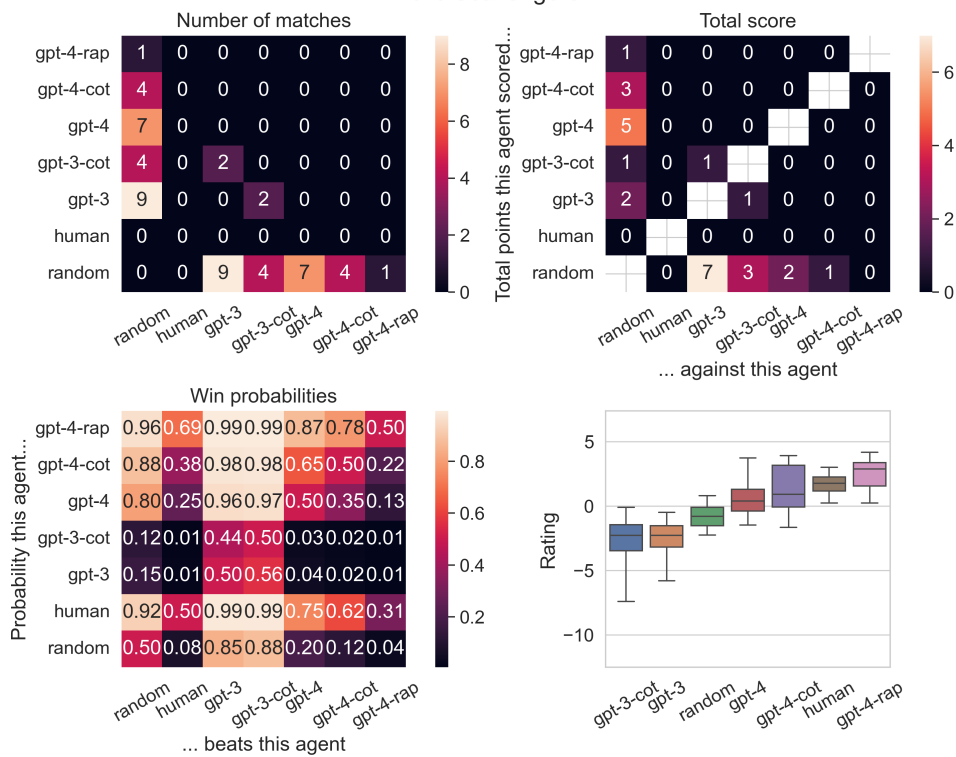 Number of matches
gpt-4-rap 1 0 0 0 0 0 0
gpt-4-cot 4 0 0 0 0 0 0
gpt-4 7 0 0 0 0 0 0
gpt-3-cot 4 0 2 0 0 0 0
gpt-3 9 0 0 2 0 0 0
human 0 0 0 0 0 0 0
random 0 0 9 4 7 4 1
random human gpt-3 gpt-3-cot gpt-4 gpt-4-cot gpt-4-rap
8
6
4
2
0
Total score
Total points this agent scored...
gpt-4-rap 1 0 0 0 0 0
gpt-4-cot 3 0 0 0 0 0
gpt-4 5 0 0 0 0 0
gpt-3-cot 1 0 1 0 0 0
gpt-3 2 0 1 0 0 0
human 0 0 0 0 0 0
random 0 7 3 2 1 0
random human gpt-3 gpt-3-cot gpt-4 gpt-4-cot gpt-4-rap
... against this agent
6
4
2
0
Win probabilities
Probability this agent...
gpt-4-rap 0.96 0.69 0.99 0.99 0.87 0.78 0.50
gpt-4-cot 0.88 0.38 0.98 0.98 0.65 0.50 0.22
gpt-4 0.80 0.25 0.96 0.97 0.50 0.35 0.13
gpt-3-cot 0.12 0.01 0.44 0.50 0.03 0.02 0.01
gpt-3 0.15 0.01 0.50 0.56 0.04 0.02 0.01
human 0.92 0.50 0.99 0.99 0.75 0.62 0.31
random 0.50 0.08 0.85 0.88 0.20 0.12 0.04
random human gpt-3 gpt-3-cot gpt-4 gpt-4-cot gpt-4-rap
... beats this agent
0.8
0.6
0.4
0.2
Rating
5
0
−5
−10
gpt-3-cot gpt-3 random gpt-4 gpt-4-cot human gpt-4-rap